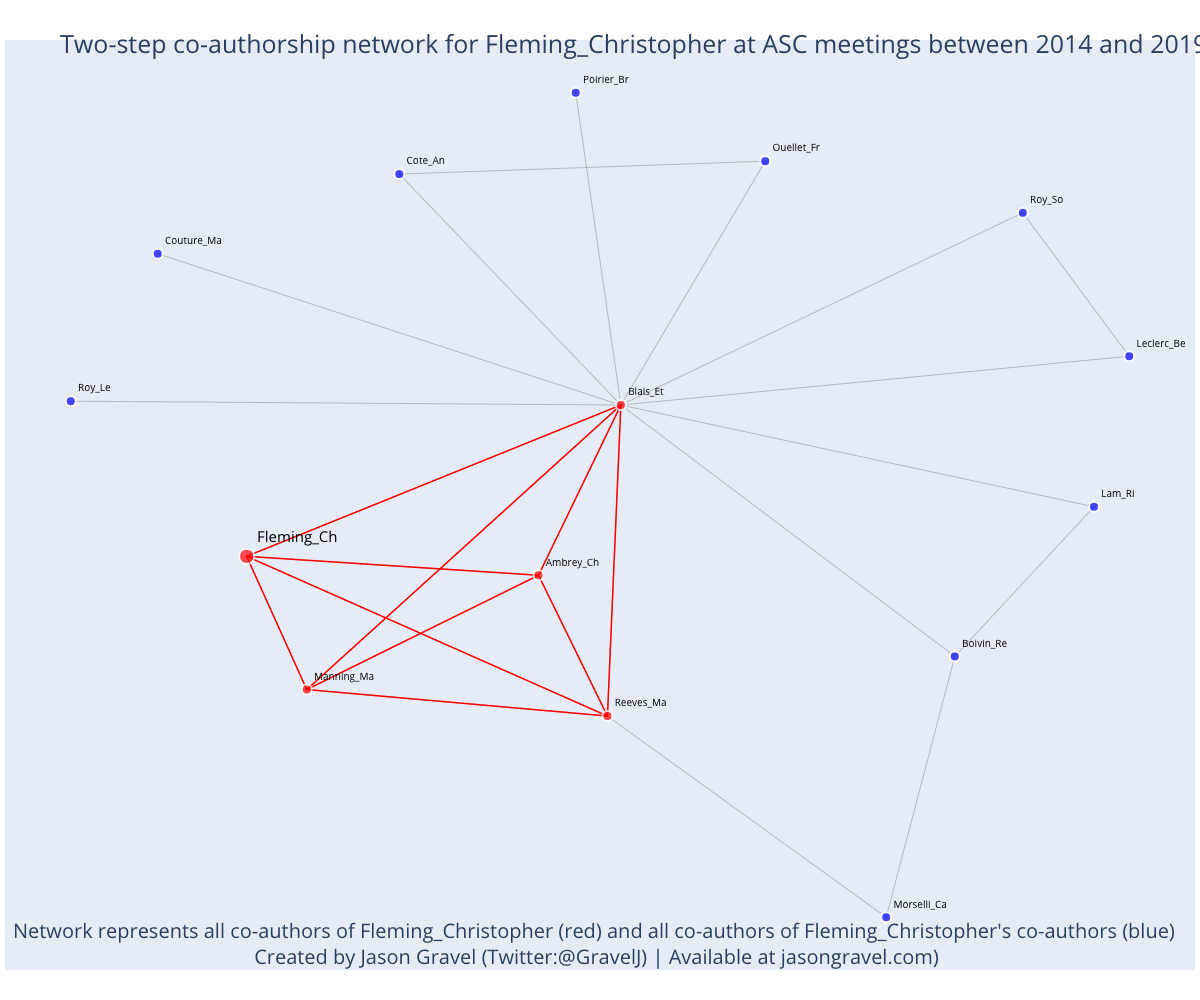 Two-step co-authorship network for Fleming_Christopher at ASC meetings between 2014 and 2019
Poirier_Br
Ouellet_Fr
Cote_An
Roy_So
Couture_Ma
Leclerc_Be
Roy_Le
Blais_Et
Lam_Ri
Fleming_Ch
Ambrey_Ch
Boivin_Re
Manning_Ma
Reeves_Ma
Morselli_Ca
Network represents all co-authors of Fleming_Christopher (red) and all co-authors of Fleming_Christopher's co-authors (blue)
Created by Jason Gravel (Twitter:@GravelJ) | Available at jasongravel.com)